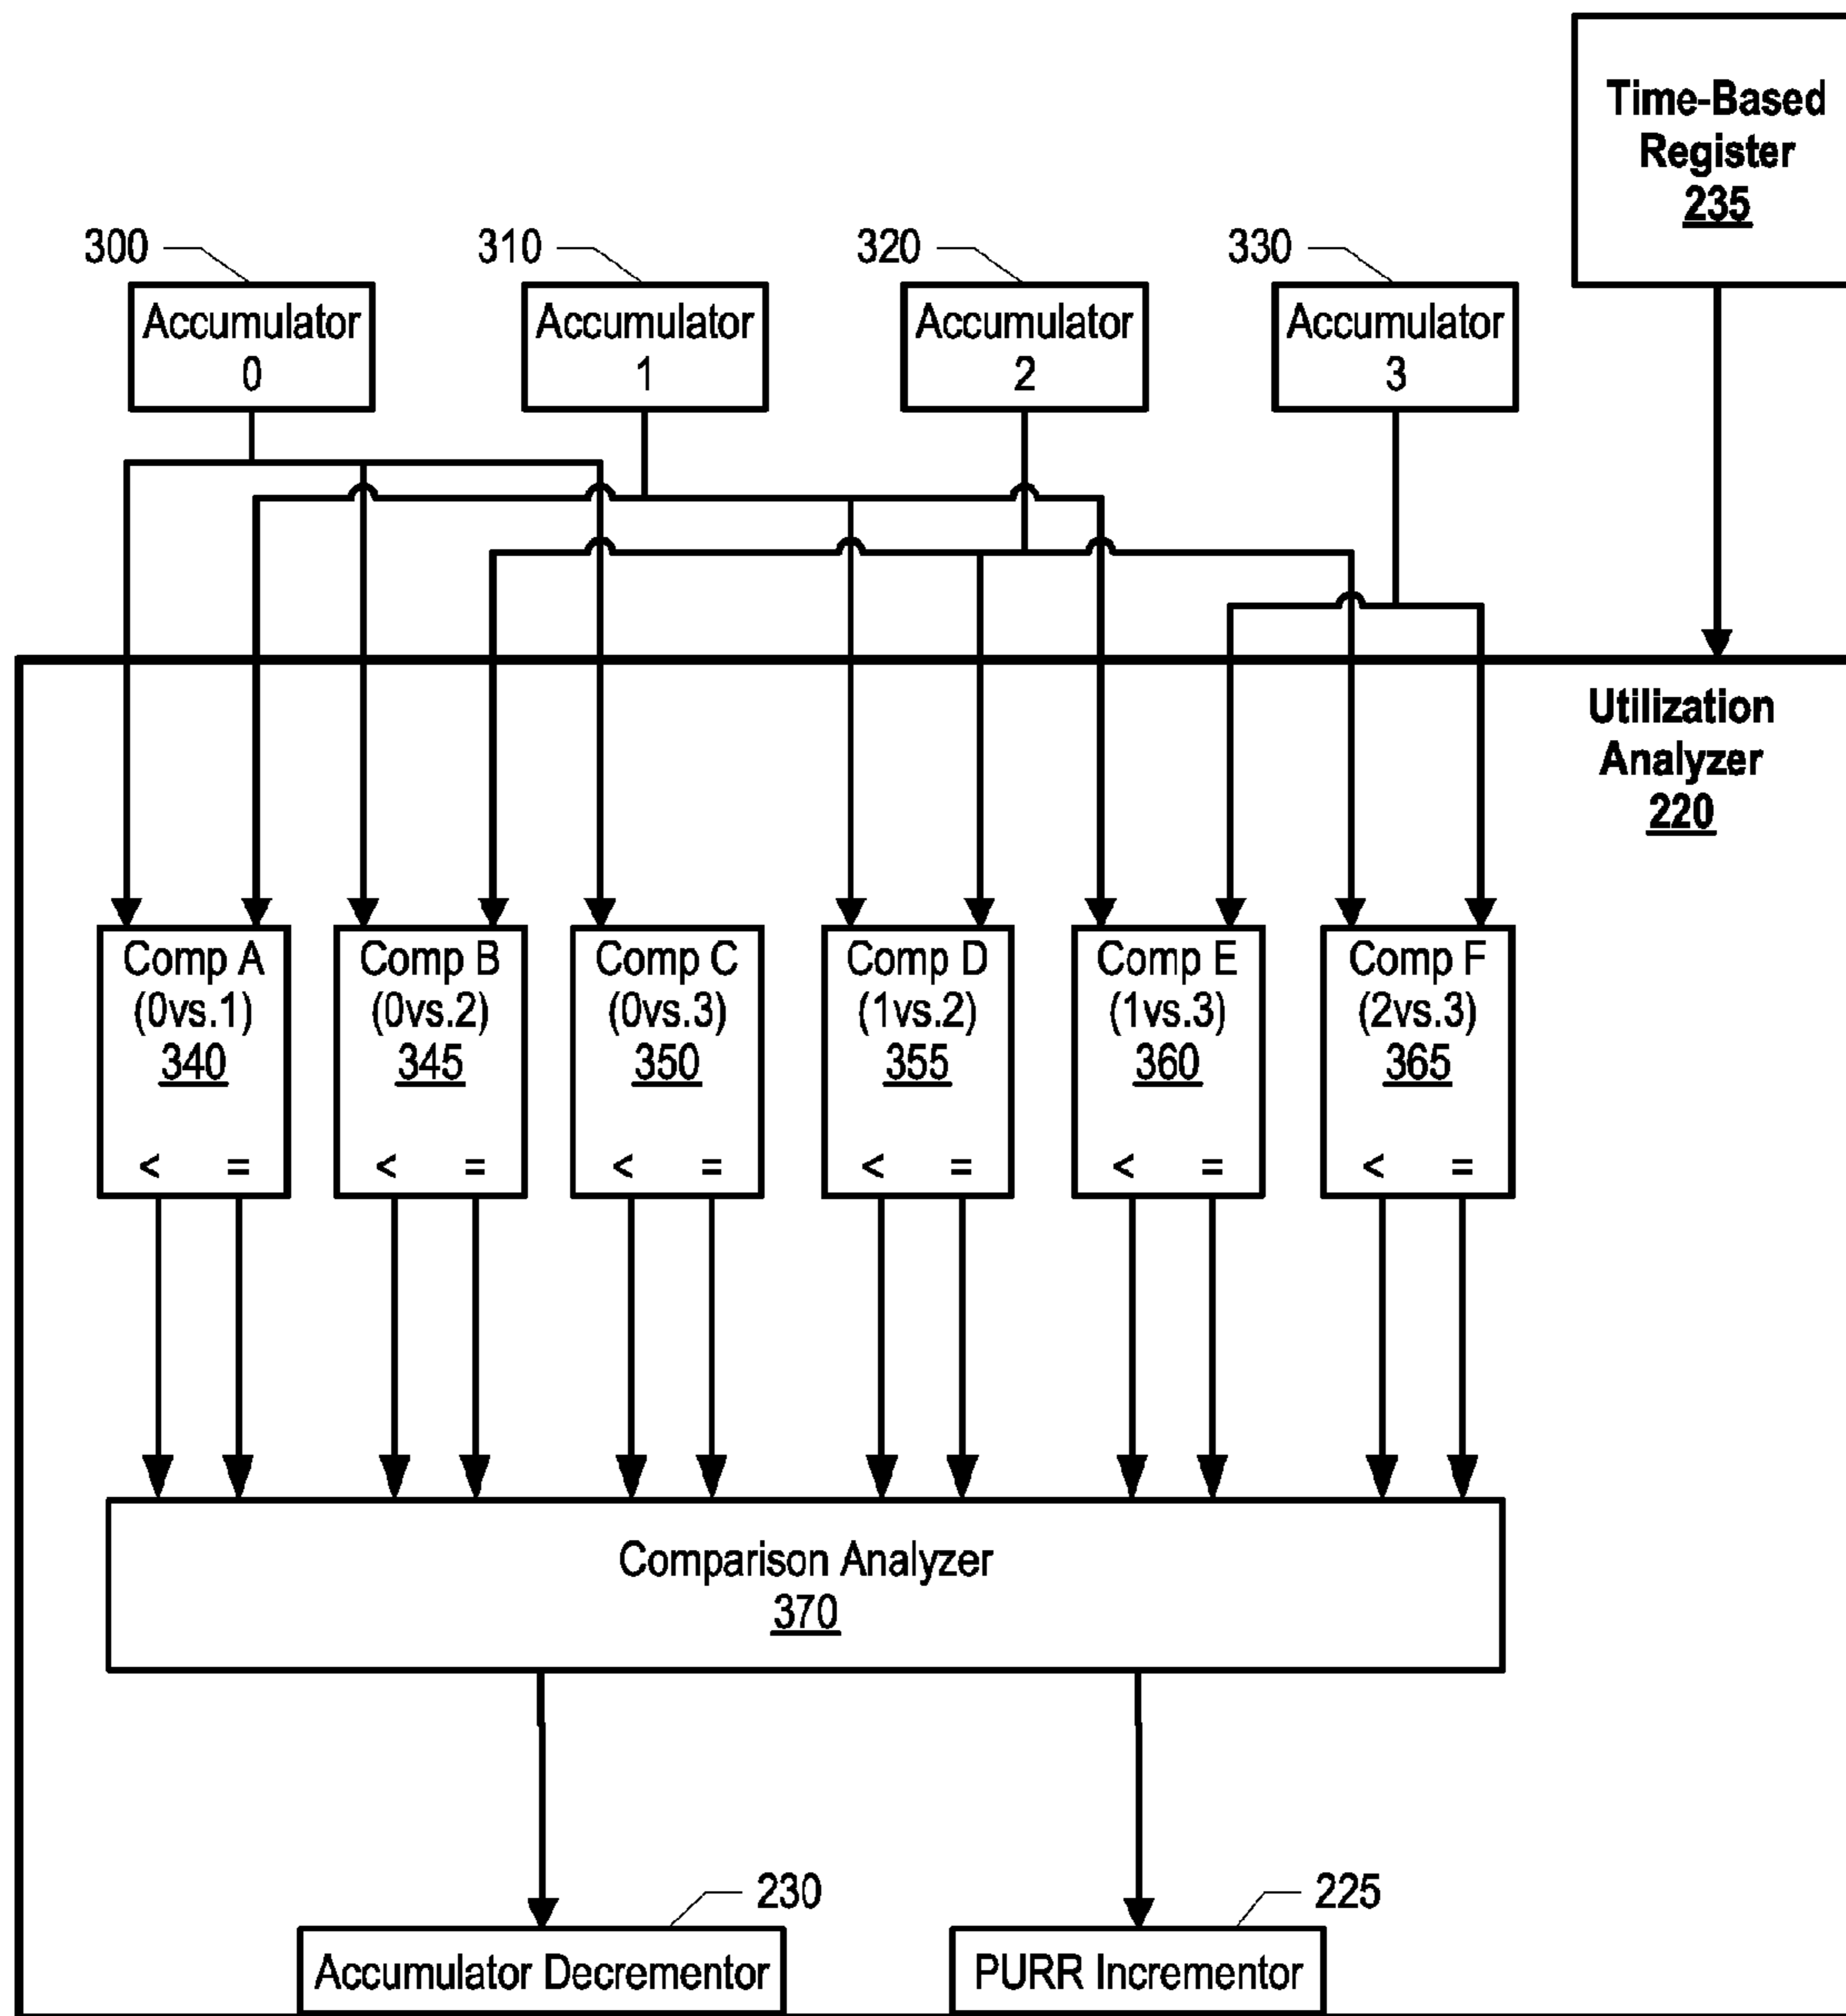 Time-Based
Register
235
300
310
320
330
Accumulator
0
Accumulator
1
Accumulator
2
Accumulator
3
Utilization
Analyzer
220
Comp A
(0vs.1)
340
< =
Comp B
(0vs.2)
345
< =
Comp C
(0vs.3)
350
< =
Comp D
(1vs.2)
355
< =
Comp E
(1vs.3)
360
< =
Comp F
(2vs.3)
365
< =
Comparison Analyzer
370
230
225
Accumulator Decrementor
PURR Incrementor